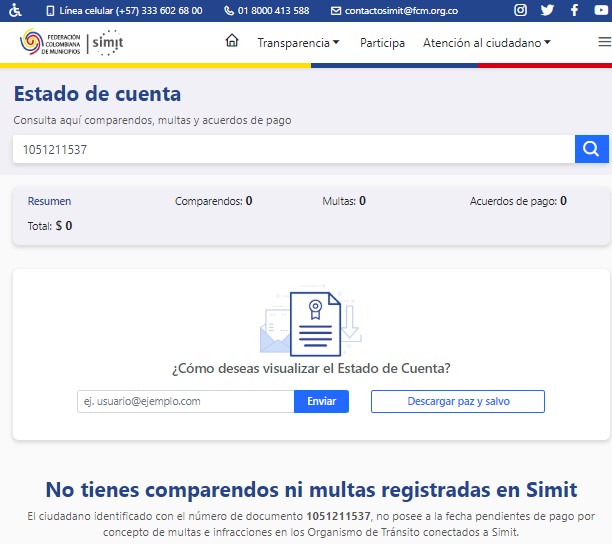 Línea celular (+57) 333 602 68 00 01 8000 413 588 contactosimit@fcm.org.co
FEDERACIÓN
COLOMBIANA
DE MUNICIPIOS
simit
Transparencia Participa Atención al ciudadano
Estado de cuenta
Consulta aquí comparendos, multas y acuerdos de pago
1051211537
Resumen Comparendos: 0 Multas: 0 Acuerdos de pago: 0
Total: $ 0
¿Cómo deseas visualizar el Estado de Cuenta?
ej. usuario@ejemplo.com Enviar Descargar paz y salvo
No tienes comparendos ni multas registradas en Simit
El ciudadano identificado con el número de documento 1051211537, no posee a la fecha pendientes de pago por
concepto de multas e infracciones en los Organismo de Tránsito conectados a Simit.